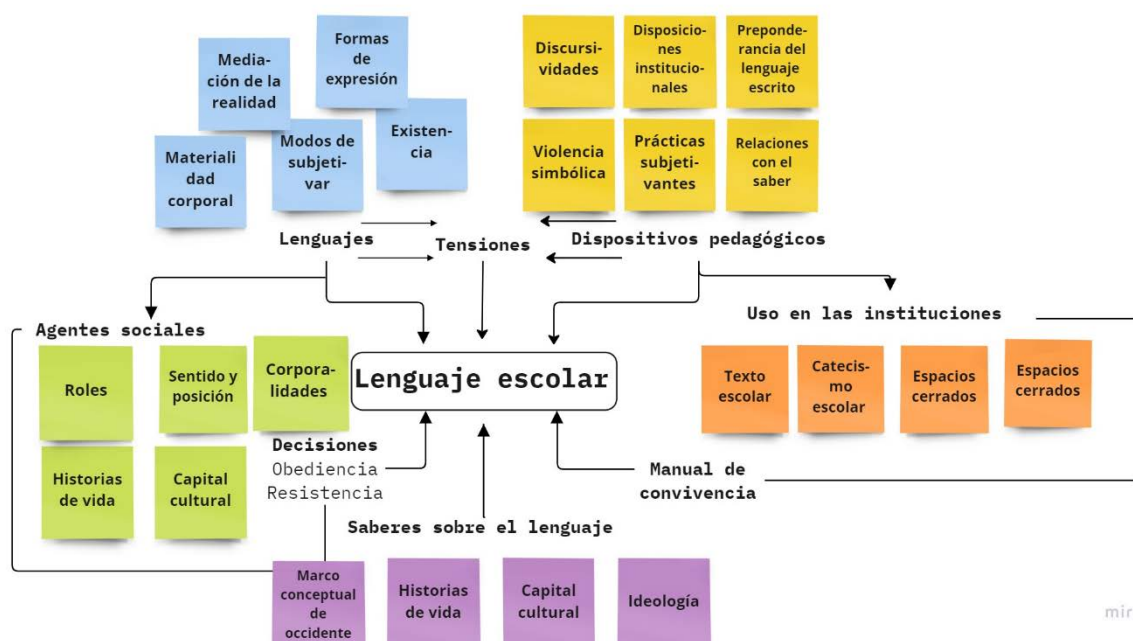 Formas
de
expresión
Media-
ción de la
realidad
Existen-
cia
Modos de
subjeti-
var
Materiali
dad
corporal
Discursi-
vidades
Disposicio-
nes
institucio-
nales
Preponde-
rancia del
lenguaje
escrito
Violencia
simbólica
Prácticas
subjeti-
vantes
Relaciones
con el
saber
Lenguajes
Tensiones
Dispositivos pedagógicos
Agentes sociales
Uso en las instituciones
Roles
Sentido y
posición
Corpora-
lidades
Historias
de vida
Capital
cultural
Lenguaje escolar
Texto
escolar
Catecis-
mo
escolar
Espacios
cerrados
Espacios
cerrados
Decisiones
Obediencia
Resistencia
Manual de
convivencia
Saberes sobre el lenguaje
Marco
conceptual
de
occidente
Historias
de vida
Capital
cultural
Ideología
mir